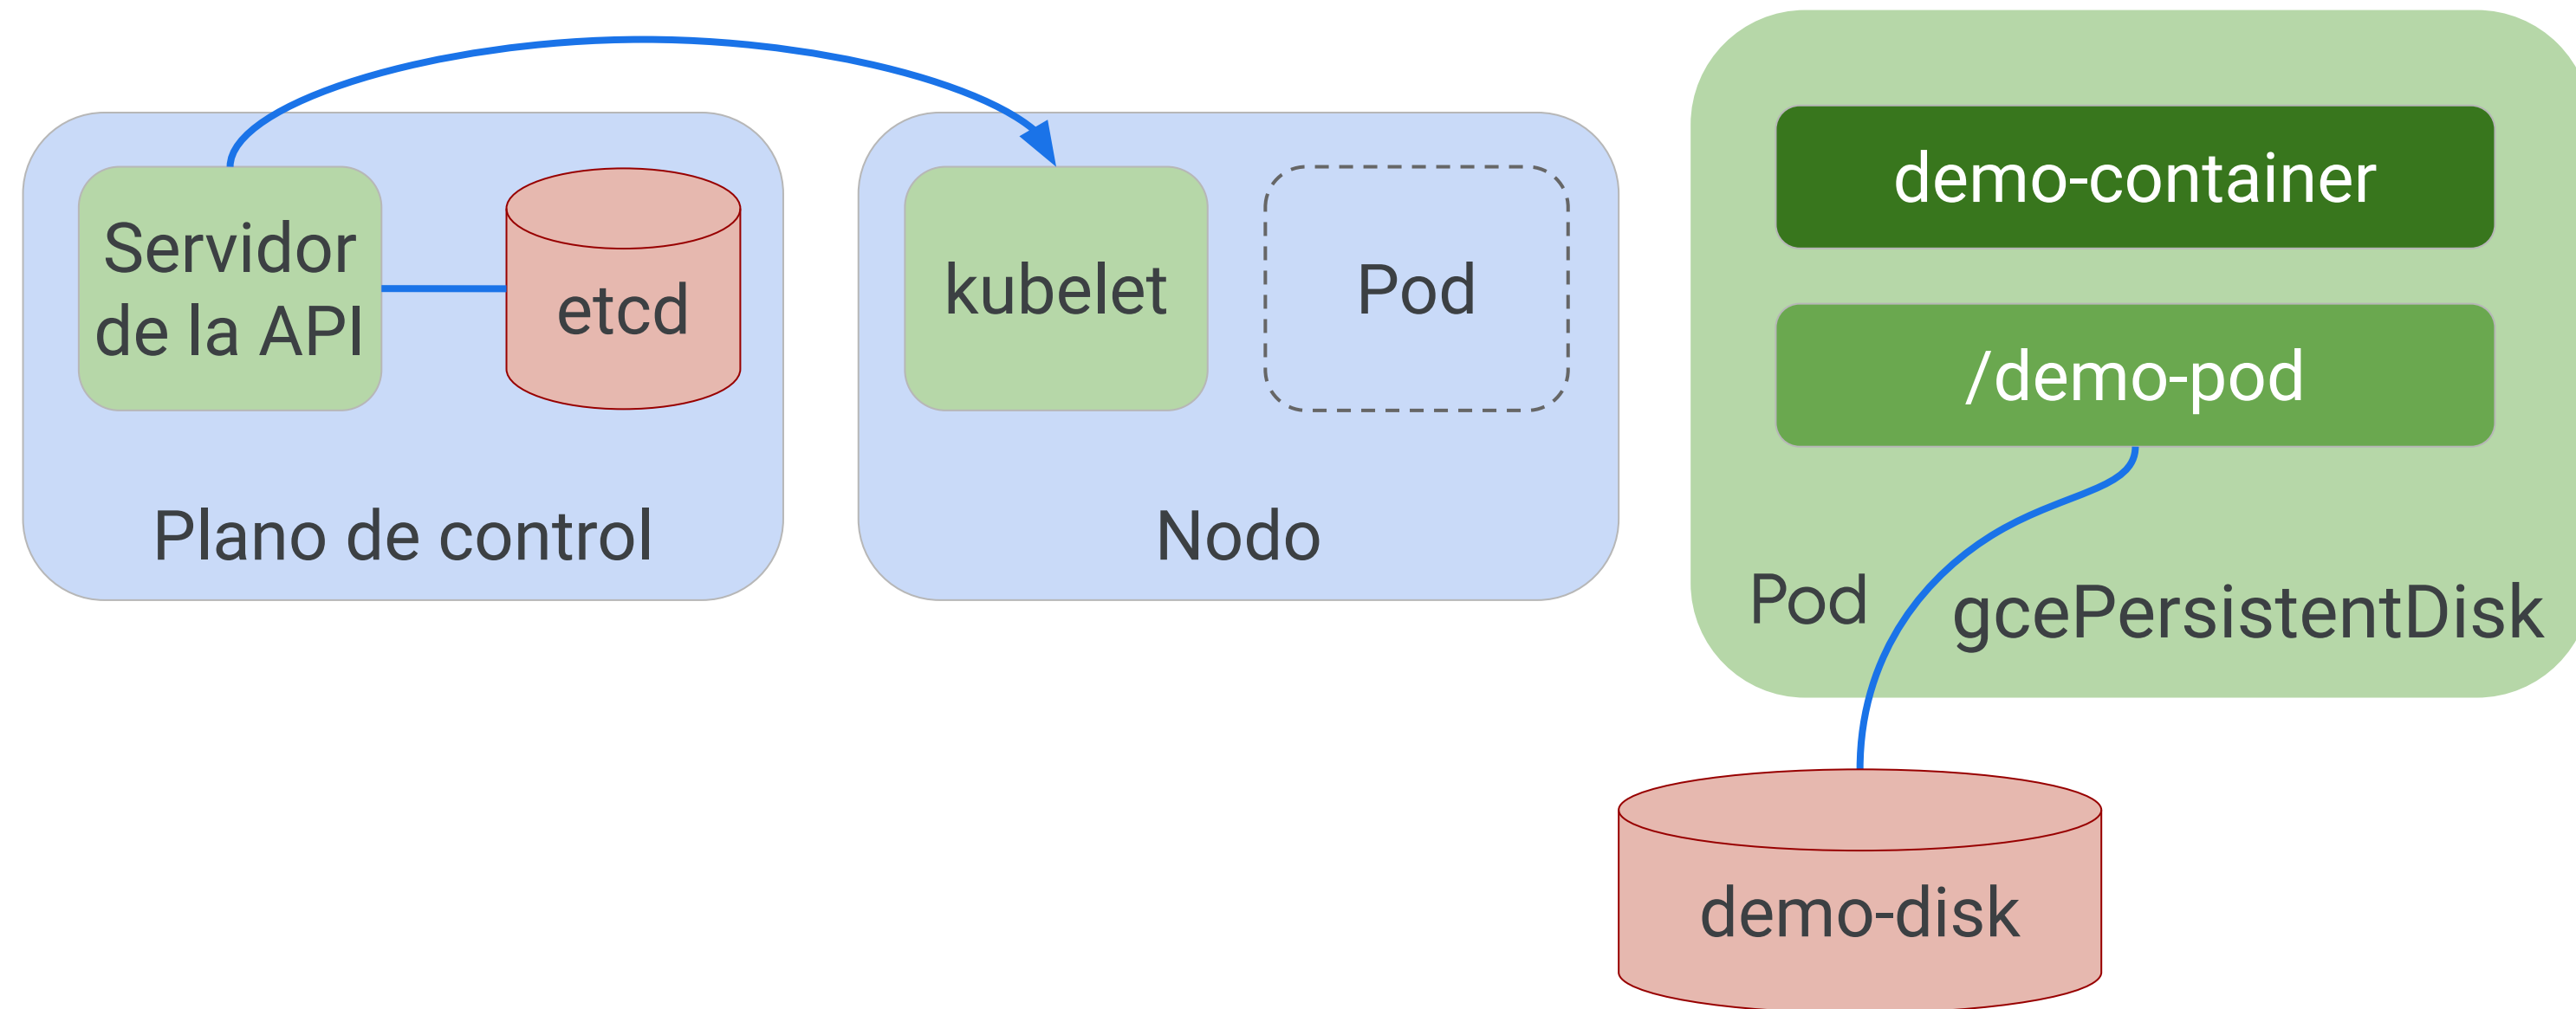 Servidor
de la API
etcd
Plano de control
kubelet
Pod
Nodo
demo-container
/demo-pod
Pod
gcePersistentDisk
demo-disk